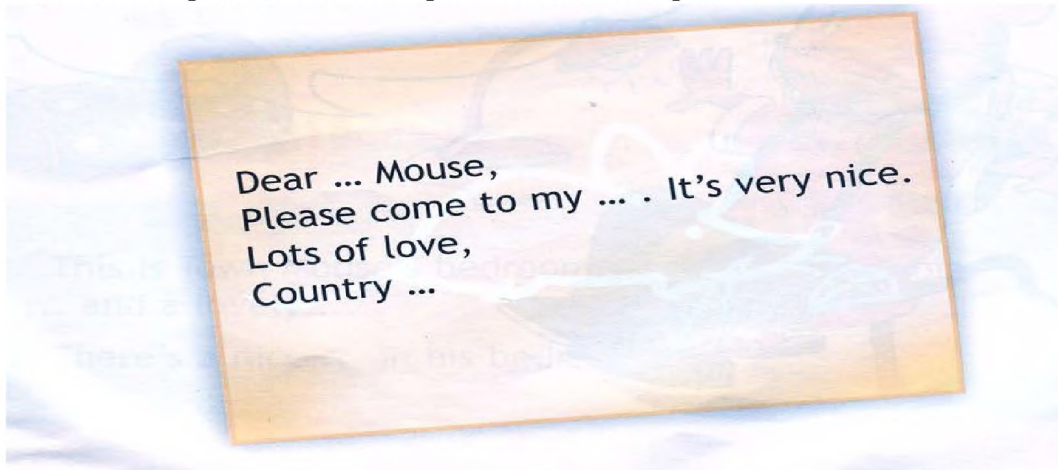 Dear ... Mouse,
Please come to my ... . It's very nice.
Lots of love,
Country ...